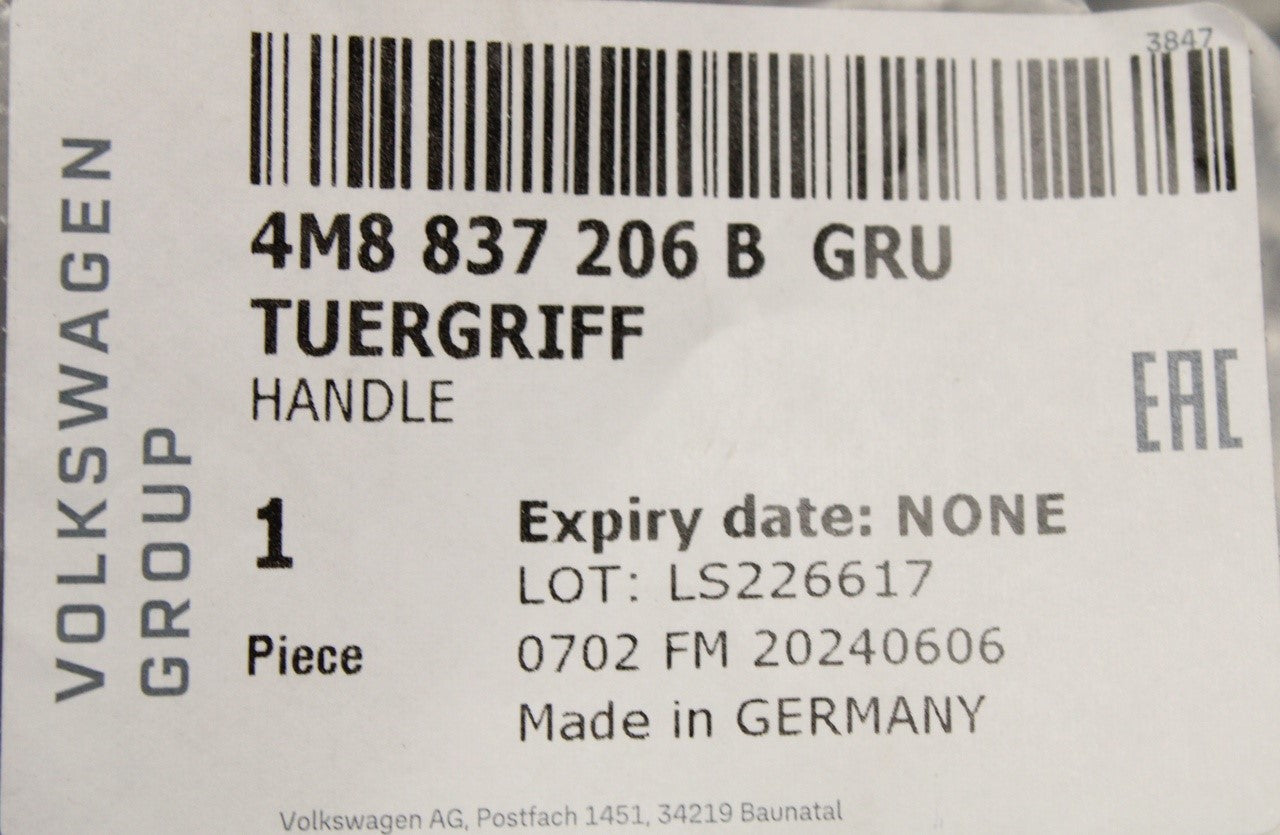 3847
4M8 837 206 B GRU
TUERGRIFF
HANDLE
EAC
1
Piece
Expiry date: NONE
LOT: LS226617
0702 FM 20240606
Made in GERMANY
VOLKSWAGEN
GROUP
Volkswagen AG, Postfach 1451, 34219 Baunatal